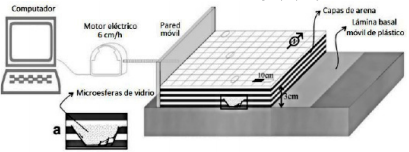 Computador
Motor eléctrico
6 cm/h
Pared
móvil
Capas de arena
Lámina basal
móvil de plástico
10cm
3cm
Microesferas de vidrio
a